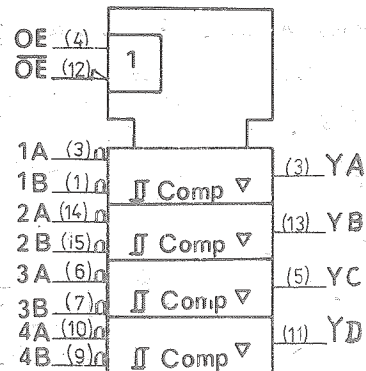 OE (4)
1
OE (12)
1A (3)
(3) YA
1B (1)
Comp ▽
2A (14)
(13) YB
2B (i5)
Comp ▽
3A (6)
(5) YC
3B (7)
Comp ▽
4A (10)
(11) YD
4B (9)
Comp ▽